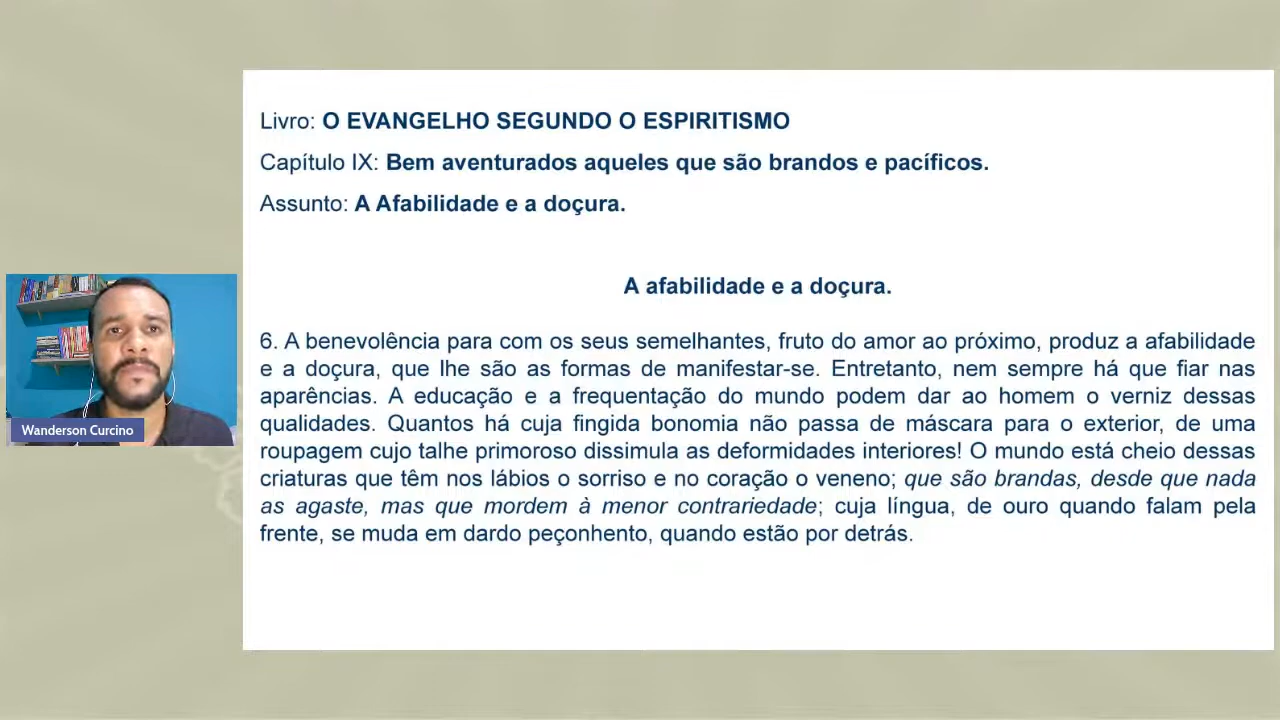 Livro: O EVANGELHO SEGUNDO O ESPIRITISMO
Capítulo IX: Bem aventurados aqueles que são brandos e pacíficos.
Assunto: A Afabilidade e a doçura.
A afabilidade e a doçura.
6. A benevolência para com os seus semelhantes, fruto do amor ao próximo, produz a afabilidade
e a doçura, que lhe são as formas de manifestar-se. Entretanto, nem sempre há que fiar nas
aparências. A educação e a frequentação do mundo podem dar ao homem o verniz dessas
qualidades. Quantos há cuja fingida bonomia não passa de máscara para o exterior, de uma
roupagem cujo talhe primoroso dissimula as deformidades interiores! O mundo está cheio dessas
criaturas que têm nos lábios o sorriso e no coração o veneno; que são brandas, desde que nada
as agaste, mas que mordem à menor contrariedade; cuja língua, de ouro quando falam pela
frente, se muda em dardo peçonhento, quando estão por detrás.
Wanderson Curcino